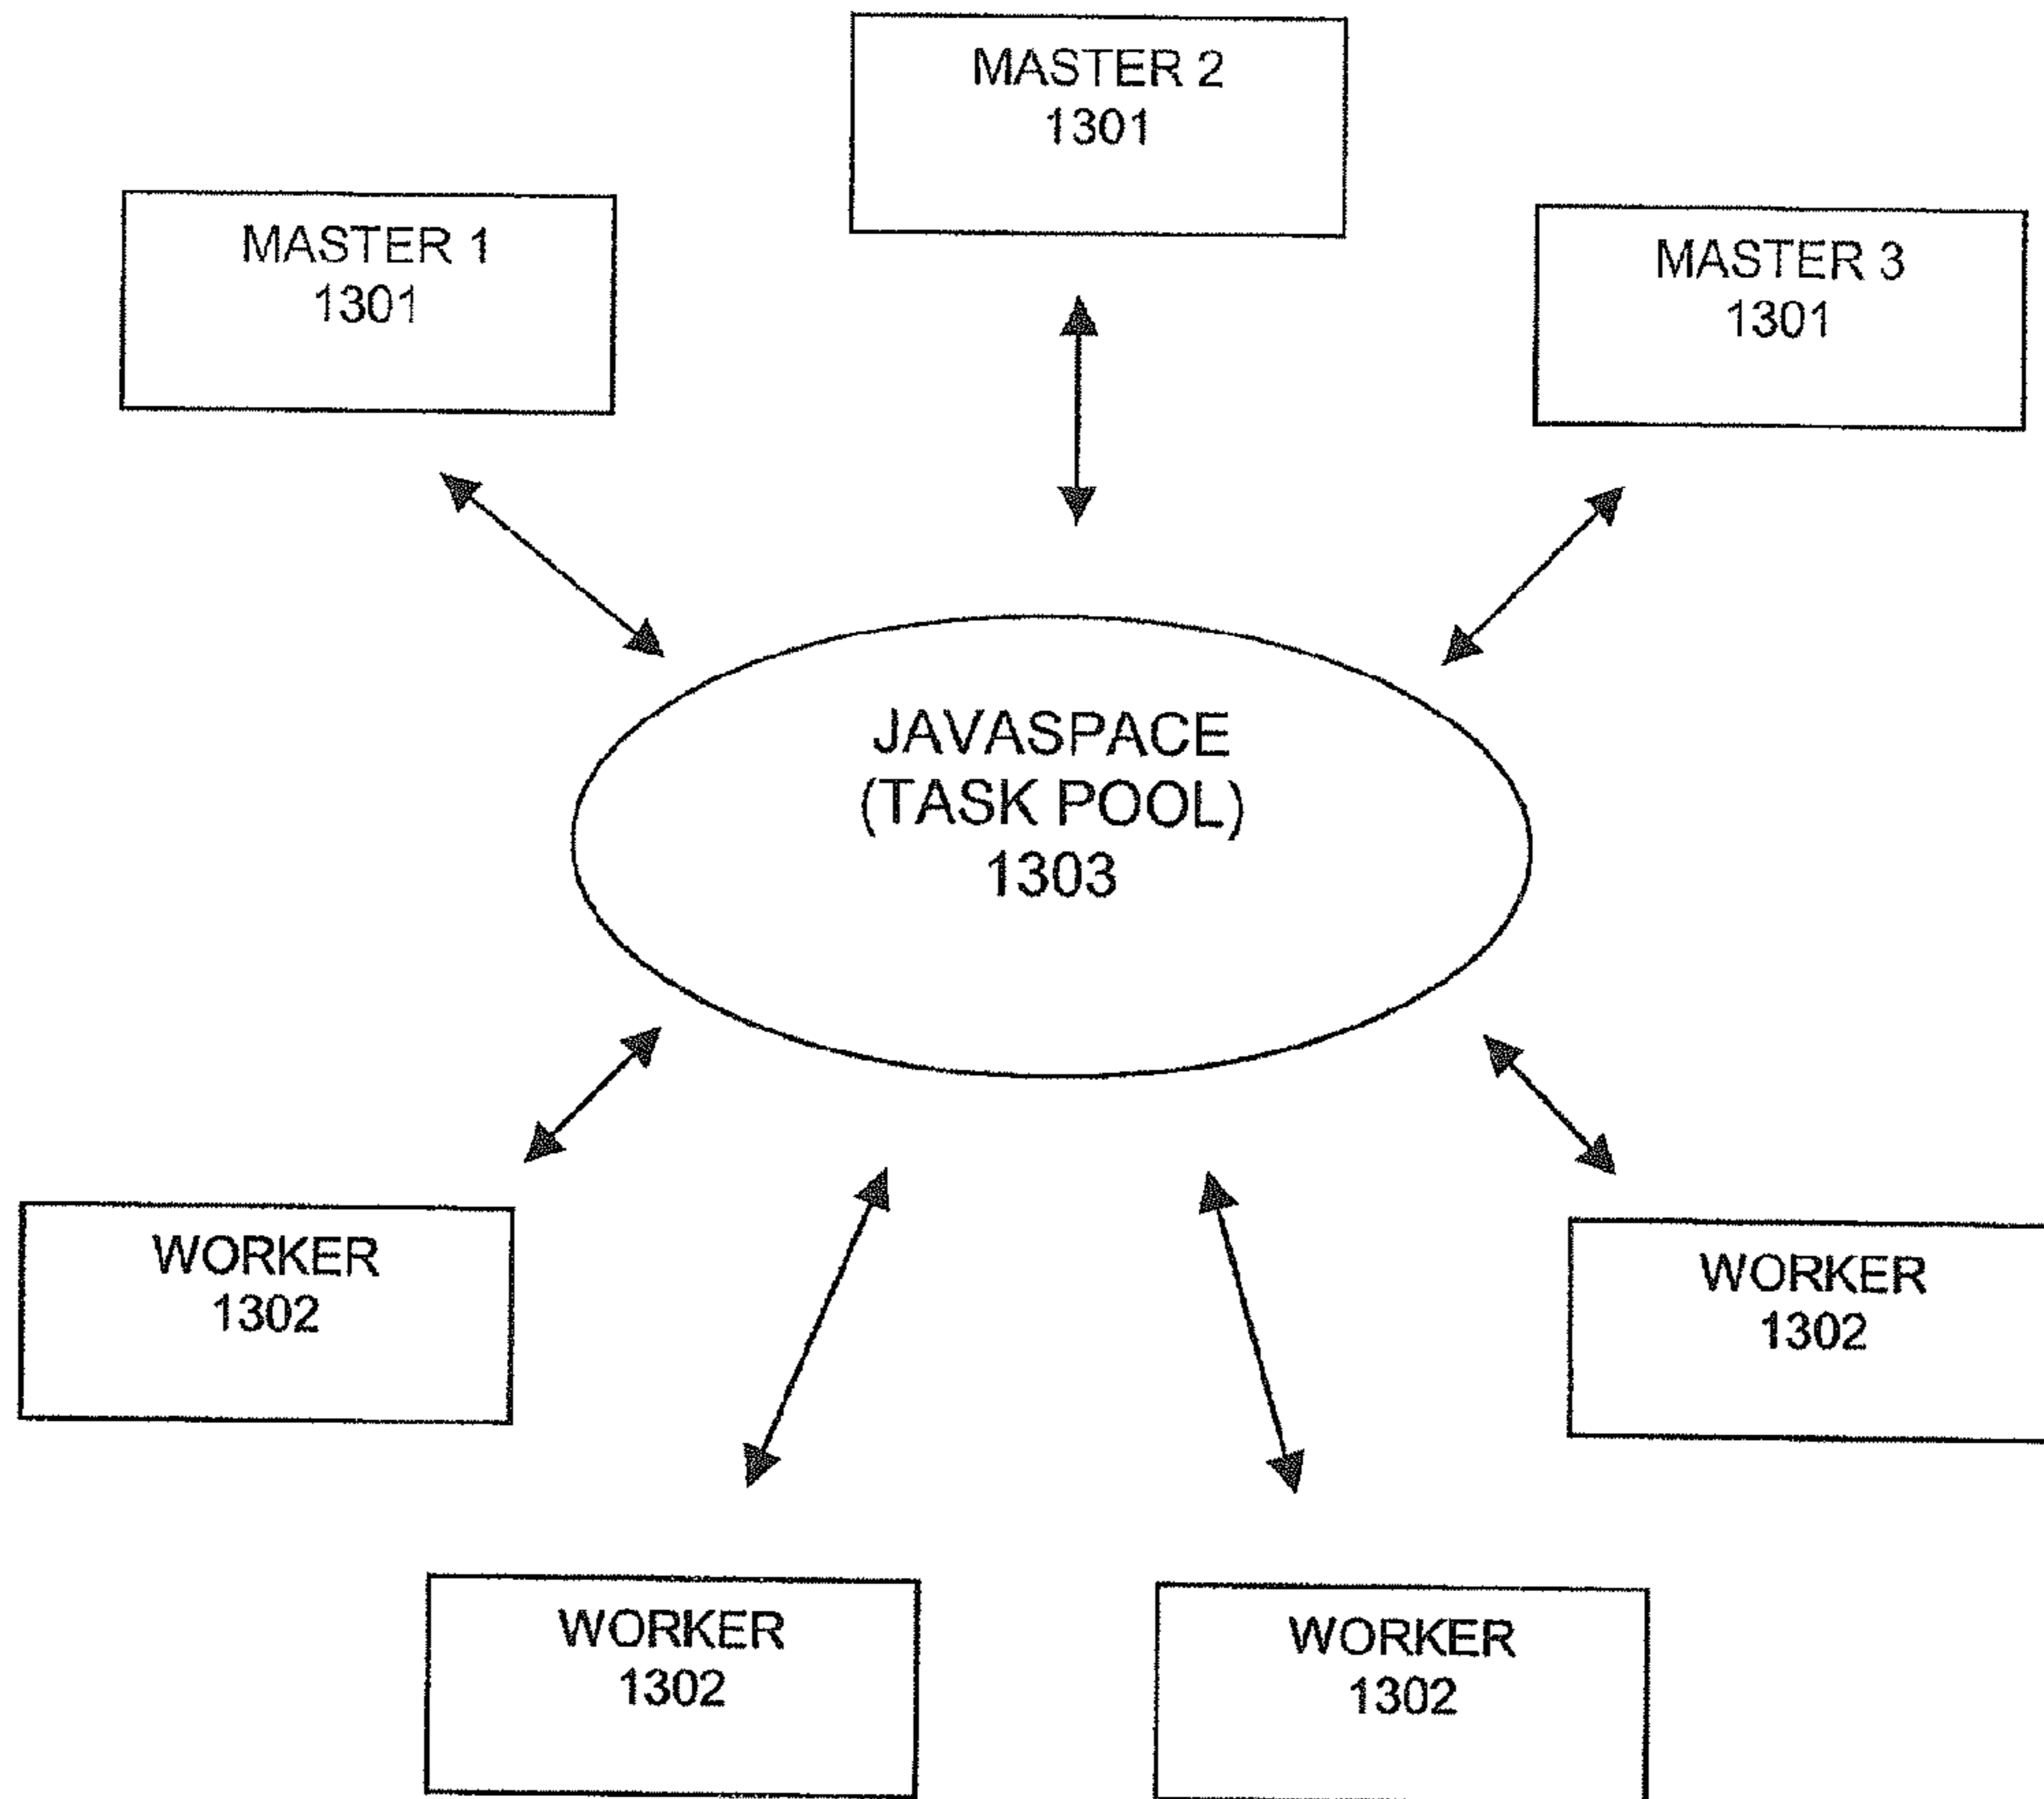 MASTER 2
1301
MASTER 1
1301
MASTER 3
1301
JAVASPACE
(TASK POOL)
1303
WORKER
1302
WORKER
1302
WORKER
1302
WORKER
1302